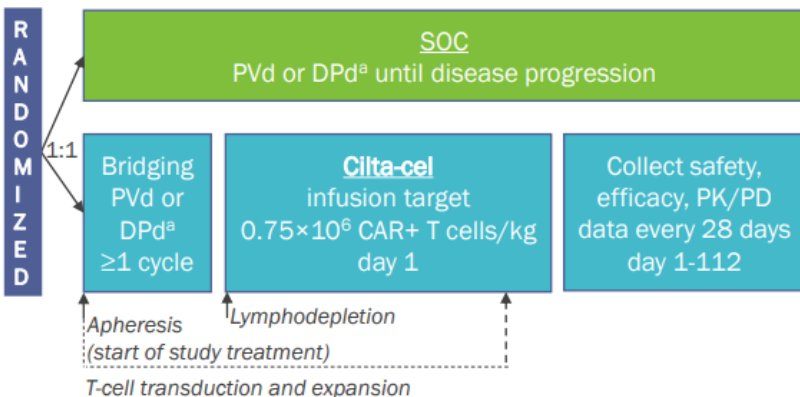 RANDOMIZED
1:1
SOC
PVd or DPdᵃ until disease progression
Bridging
PVd or
DPdᵃ
≥1 cycle
Cilta-cel
infusion target
0.75×10⁶ CAR+ T cells/kg
day 1
Collect safety,
efficacy, PK/PD
data every 28 days
day 1-112
Apheresis
(start of study treatment)
Lymphodepletion
T-cell transduction and expansion